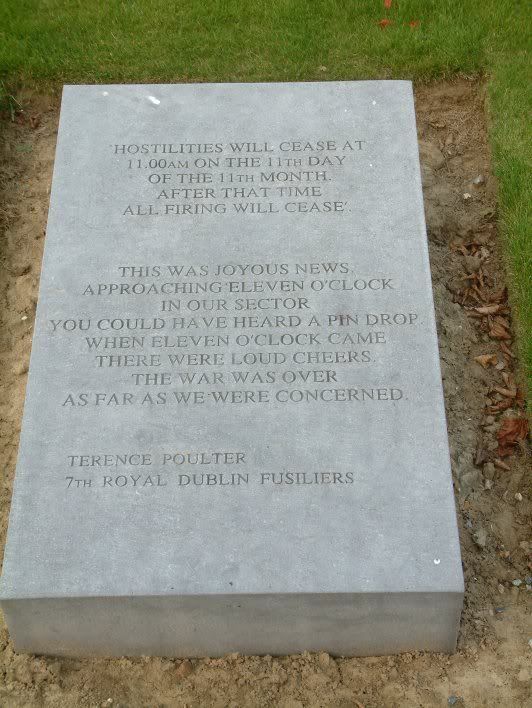 'HOSTILITIES WILL CEASE AT
11.00AM ON THE 11TH DAY
OF THE 11TH MONTH.
AFTER THAT TIME
ALL FIRING WILL CEASE'.
THIS WAS JOYOUS NEWS.
APPROACHING ELEVEN O'CLOCK
IN OUR SECTOR
YOU COULD HAVE HEARD A PIN DROP.
WHEN ELEVEN O'CLOCK CAME
THERE WERE LOUD CHEERS.
THE WAR WAS OVER
AS FAR AS WE WERE CONCERNED.
TERENCE POULTER
7TH ROYAL DUBLIN FUSILIERS